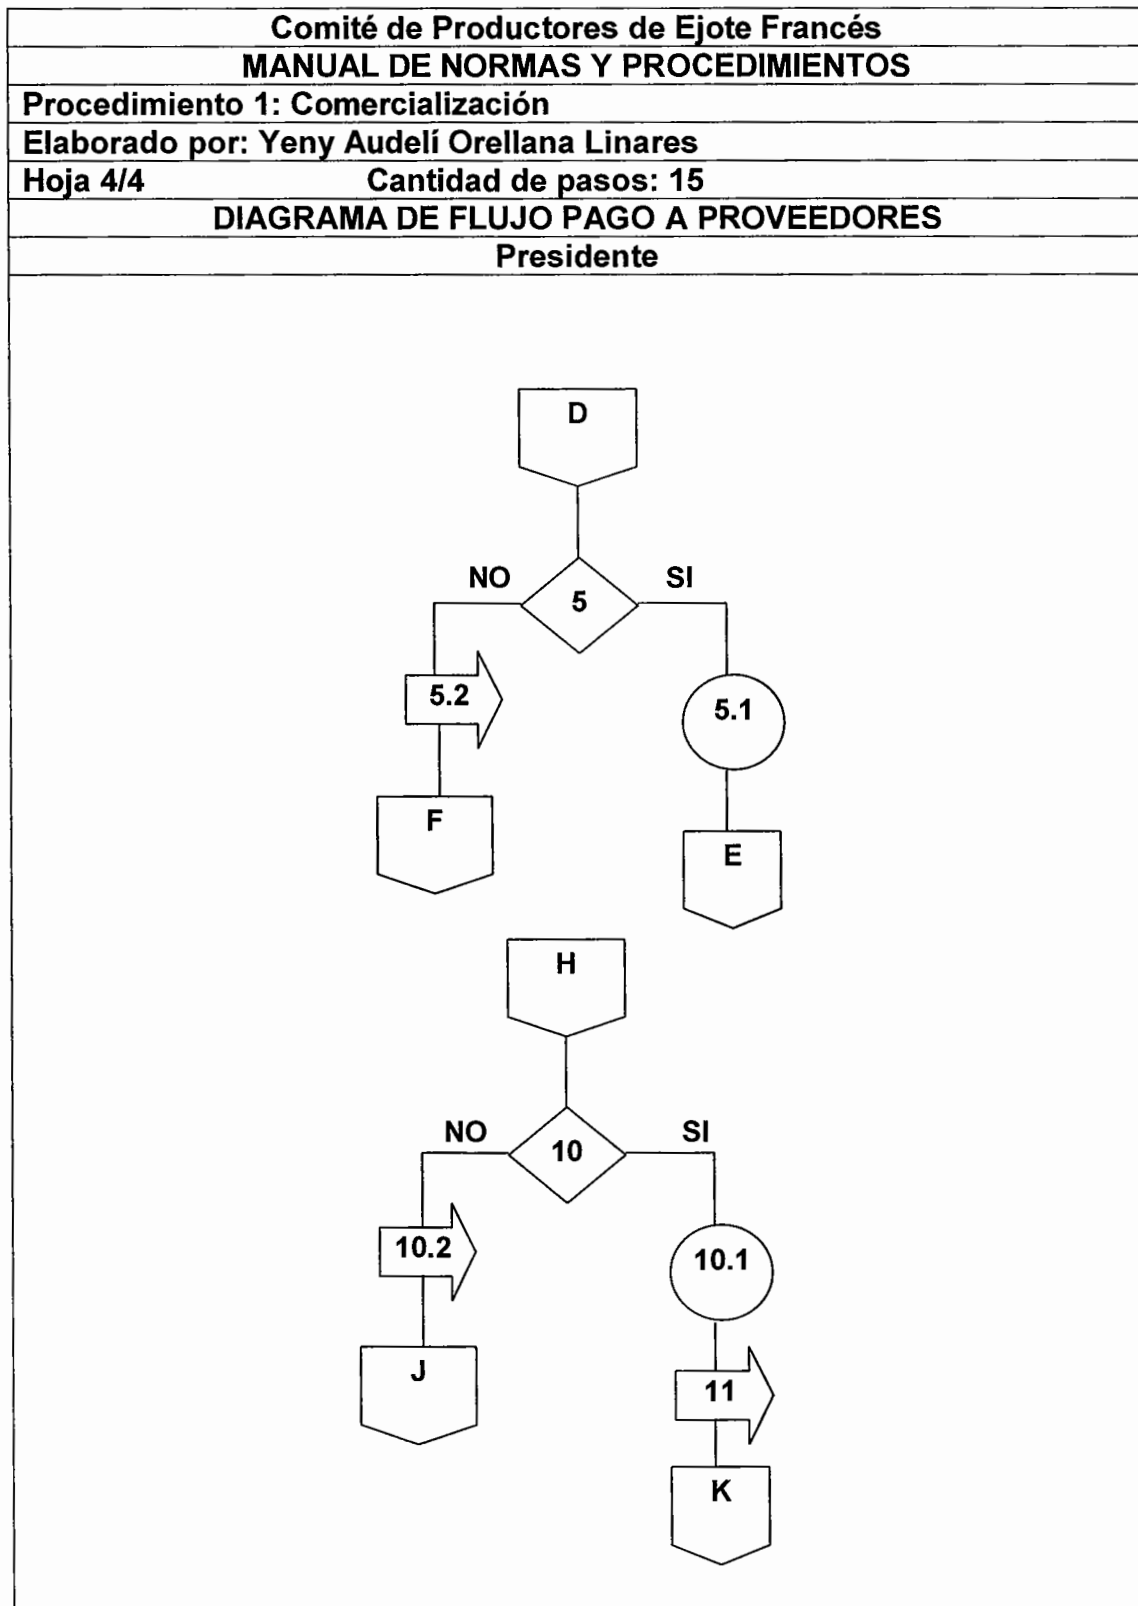 Comité de Productores de Ejote Francés
MANUAL DE NORMAS Y PROCEDIMIENTOS
Procedimiento 1: Comercialización
Elaborado por: Yeny Audelí Orellana Linares
Hoja 4/4 Cantidad de pasos: 15
DIAGRAMA DE FLUJO PAGO A PROVEEDORES
Presidente
D
NO 5 SI
5.2 5.1
F E
H
NO 10 SI
10.2 10.1
J 11
K